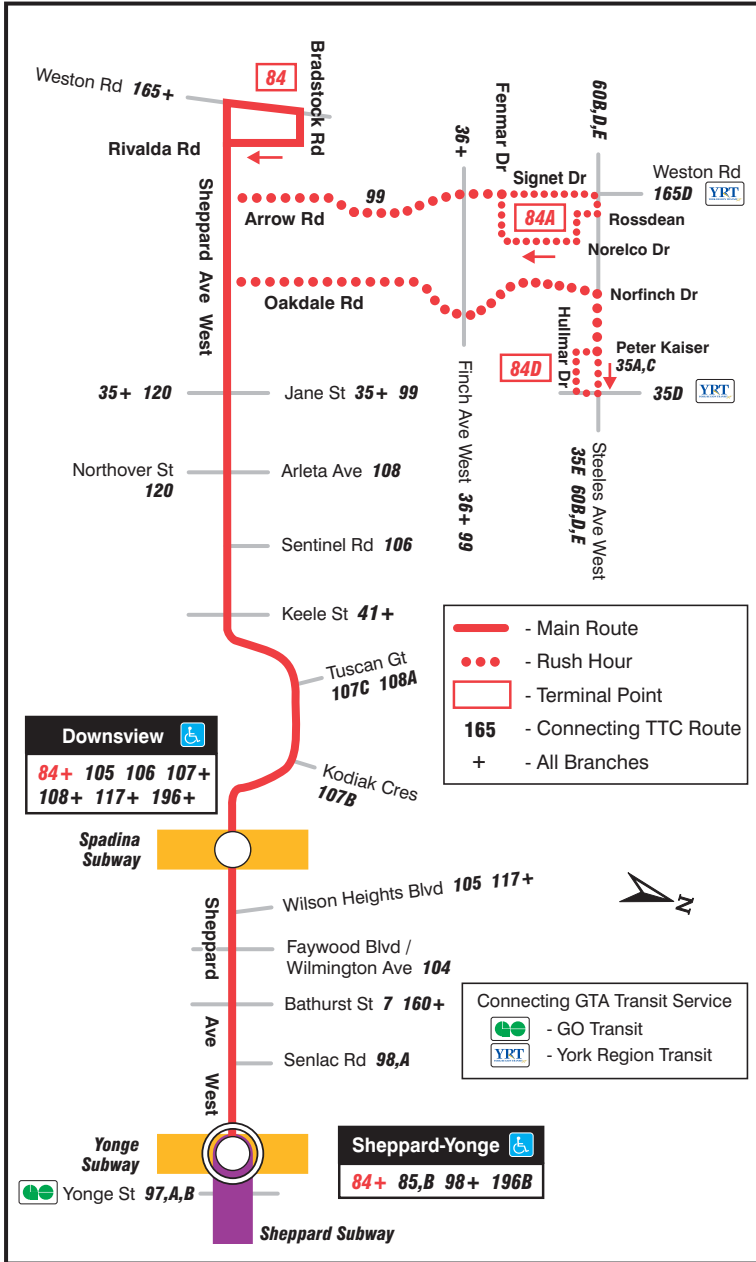 Weston Rd 165+
84
Bradstock Rd
Rivalda Rd
Sheppard Ave West
36+
Fenmar Dr
60B,D,E
Signet Dr
Weston Rd
165D YRT
99
Arrow Rd
84A
Rossdean
Norelco Dr
Oakdale Rd
Norfinch Dr
Hullmar Dr
Peter Kaiser
35A,C
84D
35D YRT
35+ 120
Jane St 35+ 99
Finch Ave West 36+ 99
Steeles Ave West
35E 60B,D,E
Northover St
120
Arleta Ave 108
Sentinel Rd 106
Keele St 41+
Tuscan Gt
107C 108A
- Main Route
- Rush Hour
- Terminal Point
165 - Connecting TTC Route
+ - All Branches
Downsview
84+ 105 106 107+
108+ 117+ 196+
Kodiak Cres
107B
Spadina
Subway
Sheppard Ave West
Wilson Heights Blvd 105 117+
N
Faywood Blvd /
Wilmington Ave 104
Bathurst St 7 160+
Senlac Rd 98,A
Connecting GTA Transit Service
- GO Transit
YRT - York Region Transit
Yonge
Subway
Sheppard-Yonge
84+ 85,B 98+ 196B
Yonge St 97,A,B
Sheppard Subway